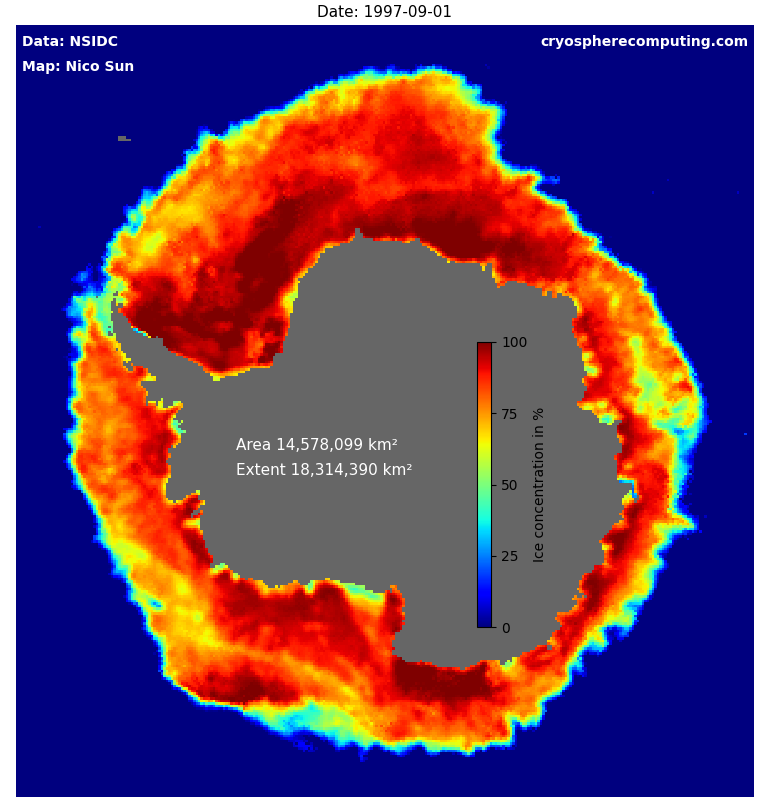 Date: 1997-09-01
Data: NSIDC
cryospherecomputing.com
Map: Nico Sun
100
75
50
25
0
Ice concentration in %
Area 14,578,099 km²
Extent 18,314,390 km²